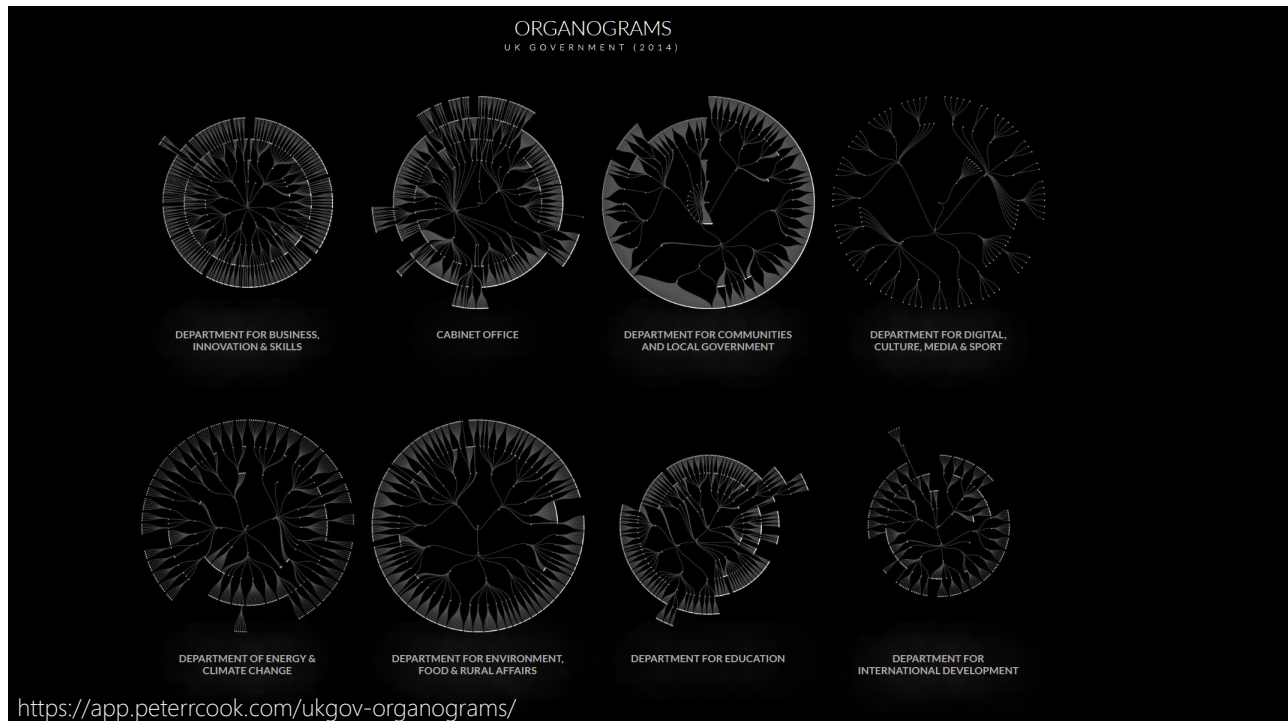 ORGANOGRAMS
UK GOVERNMENT (2014)
DEPARTMENT FOR BUSINESS,
INNOVATION & SKILLS
CABINET OFFICE
DEPARTMENT FOR COMMUNITIES
AND LOCAL GOVERNMENT
DEPARTMENT FOR DIGITAL,
CULTURE, MEDIA & SPORT
DEPARTMENT OF ENERGY &
CLIMATE CHANGE
DEPARTMENT FOR ENVIRONMENT,
FOOD & RURAL AFFAIRS
DEPARTMENT FOR EDUCATION
DEPARTMENT FOR
INTERNATIONAL DEVELOPMENT
https://app.peterrcook.com/ukgov-organograms/